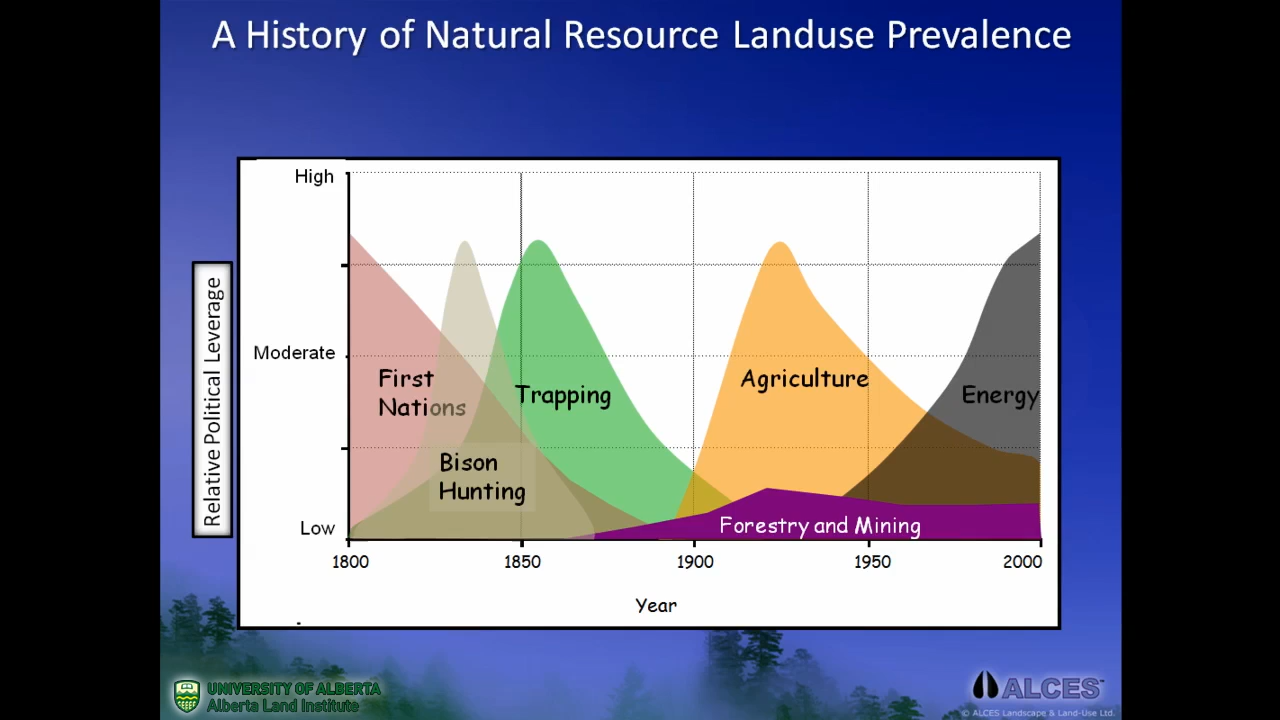 A History of Natural Resource Landuse Prevalence
High
Moderate
Low
Relative Political Leverage
First
Nations
Bison
Hunting
Trapping
Agriculture
Energy
Forestry and Mining
1800
1850
1900
1950
2000
Year
UNIVERSITY OF ALBERTA
Alberta Land Institute
ALCES™
© ALCES Landscape & Land-Use Ltd.